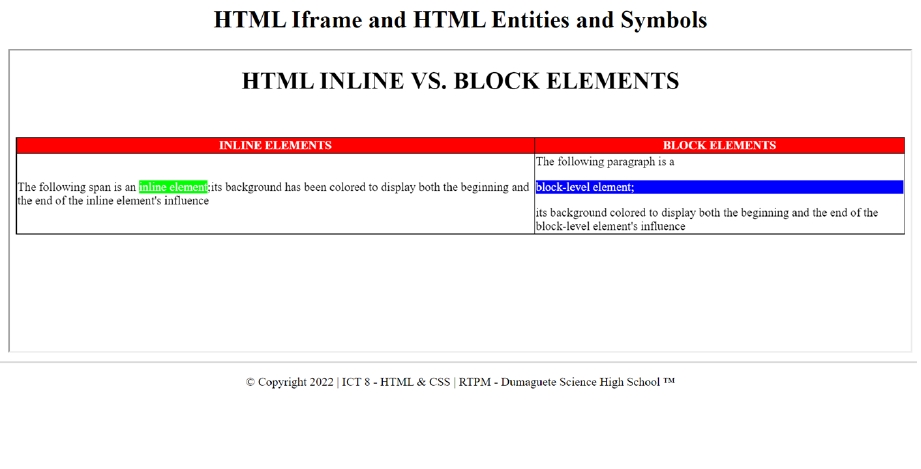 HTML Iframe and HTML Entities and Symbols
HTML INLINE VS. BLOCK ELEMENTS
INLINE ELEMENTS
The following span is an inline element;its background has been colored to display both the beginning and
the end of the inline element's influence
BLOCK ELEMENTS
The following paragraph is a
block-level element;
its background colored to display both the beginning and the end of the
block-level element's influence
© Copyright 2022 | ICT 8 - HTML & CSS | RTPM - Dumaguete Science High School ™